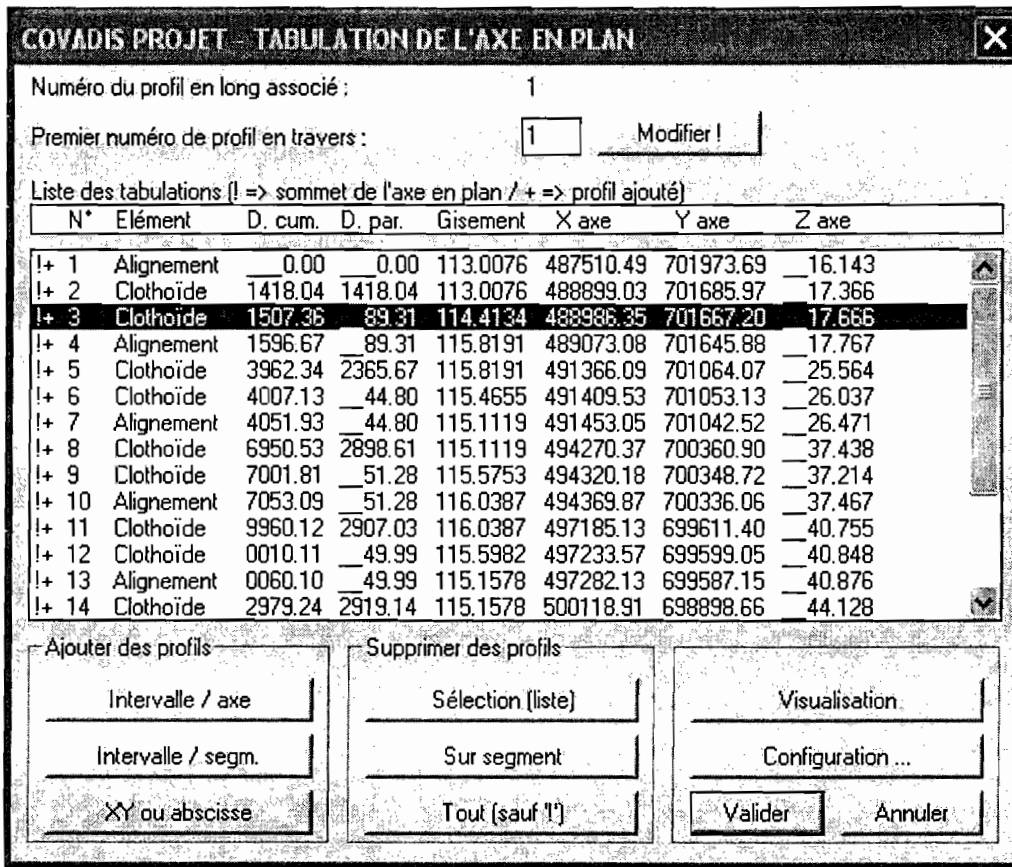 COVADIS PROJET - TABULATION DE L'AXE EN PLAN
Numéro du profil en long associé : 1
Premier numéro de profil en travers : 1 Modifier !
Liste des tabulations (! => sommet de l'axe en plan / + => profil ajouté)
N° Elément D. cum. D. par. Gisement X axe Y axe Z axe
!+ 1 Alignement ___0.00 __0.00 113.0076 487510.49 701973.69 __16.143
!+ 2 Clothoïde 1418.04 1418.04 113.0076 488899.03 701685.97 __17.366
!+ 3 Clothoïde 1507.36 __89.31 114.4134 488986.35 701667.20 __17.666
!+ 4 Alignement 1596.67 __89.31 115.8191 489073.08 701645.88 __17.767
!+ 5 Clothoïde 3962.34 2365.67 115.8191 491366.09 701064.07 __25.564
!+ 6 Clothoïde 4007.13 __44.80 115.4655 491409.53 701053.13 __26.037
!+ 7 Alignement 4051.93 __44.80 115.1119 491453.05 701042.52 __26.471
!+ 8 Clothoïde 6950.53 2898.61 115.1119 494270.37 700360.90 __37.438
!+ 9 Clothoïde 7001.81 __51.28 115.5753 494320.18 700348.72 __37.214
!+ 10 Alignement 7053.09 __51.28 116.0387 494369.87 700336.06 __37.467
!+ 11 Clothoïde 9960.12 2907.03 116.0387 497185.13 699611.40 __40.755
!+ 12 Clothoïde 0010.11 __49.99 115.5982 497233.57 699599.05 __40.848
!+ 13 Alignement 0060.10 __49.99 115.1578 497282.13 699587.15 __40.876
!+ 14 Clothoïde 2979.24 2919.14 115.1578 500118.91 698898.66 __44.128
Ajouter des profils
Supprimer des profils
Intervalle / axe
Sélection (liste)
Visualisation
Intervalle / segm.
Sur segment
Configuration ...
XY ou abscisse
Tout (sauf '!')
Valider
Annuler